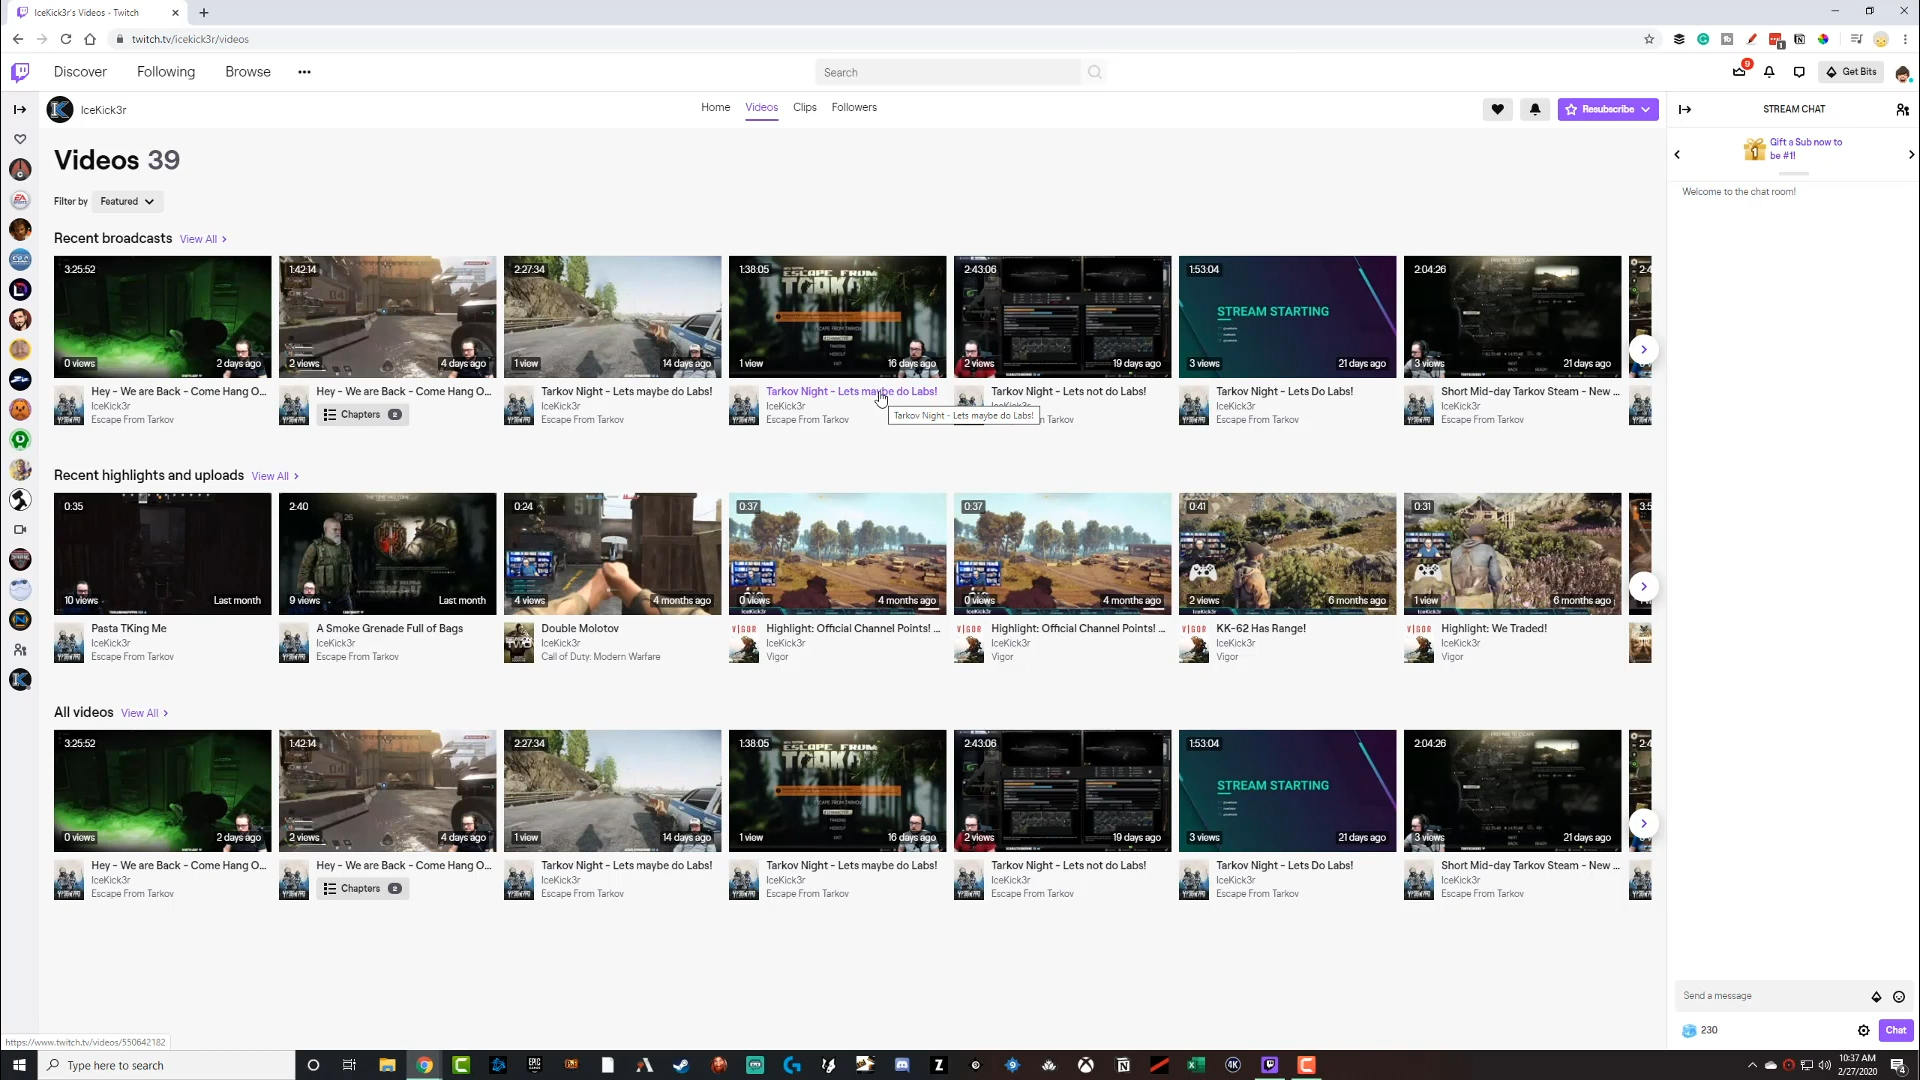 IceKick3r's Videos - Twitch
twitch.tv/icekick3r/videos
Discover Following Browse
Search
9
Get Bits
IceKick3r
Home Videos Clips Followers
Resubscribe
STREAM CHAT
Gift a Sub now to
be #1!
Welcome to the chat room!
Videos 39
Filter by Featured
Recent broadcasts View All
3:25:52 1:42:14 2:27:34 1:38:05 2:43:06 1:53:04 2:04:26 2:4
ESCAPE FROM
TARKOV
STREAM STARTING
0 views 2 days ago 2 views 4 days ago 1 view 14 days ago 1 view 16 days ago 2 views 19 days ago 3 views 21 days ago 3 views 21 days ago
Hey - We are Back - Come Hang O... Hey - We are Back - Come Hang O... Tarkov Night - Lets maybe do Labs! Tarkov Night - Lets maybe do Labs! Tarkov Night - Lets not do Labs! Tarkov Night - Lets Do Labs! Short Mid-day Tarkov Steam - New ...
IceKick3r Chapters 2 IceKick3r IceKick3r IceKick3r IceKick3r IceKick3r
Tarkov Night - Lets maybe do Labs!
Escape From Tarkov Escape From Tarkov Escape From Tarkov m Tarkov Escape From Tarkov Escape From Tarkov
Recent highlights and uploads View All
0:35 2:40 0:24 0:37 0:37 0:41 0:31 3:5
10 views Last month 9 views Last month 4 views 4 months ago 0 views 4 months ago 0 views 4 months ago 2 views 6 months ago 1 view 6 months ago
Pasta TKing Me A Smoke Grenade Full of Bags Double Molotov Highlight: Official Channel Points! ... Highlight: Official Channel Points! ... KK-62 Has Range! Highlight: We Traded!
IceKick3r IceKick3r IceKick3r IceKick3r IceKick3r IceKick3r IceKick3r
Escape From Tarkov Escape From Tarkov Call of Duty: Modern Warfare Vigor Vigor Vigor Vigor
All videos View All
3:25:52 1:42:14 2:27:34 1:38:05 2:43:06 1:53:04 2:04:26 2:4
ESCAPE FROM
TARKOV
STREAM STARTING
0 views 2 days ago 2 views 4 days ago 1 view 14 days ago 1 view 16 days ago 2 views 19 days ago 3 views 21 days ago 3 views 21 days ago
Hey - We are Back - Come Hang O... Hey - We are Back - Come Hang O... Tarkov Night - Lets maybe do Labs! Tarkov Night - Lets maybe do Labs! Tarkov Night - Lets not do Labs! Tarkov Night - Lets Do Labs! Short Mid-day Tarkov Steam - New ...
IceKick3r Chapters 2 IceKick3r IceKick3r IceKick3r IceKick3r IceKick3r
Escape From Tarkov Escape From Tarkov Escape From Tarkov Escape From Tarkov Escape From Tarkov Escape From Tarkov
Send a message
230 Chat
https://www.twitch.tv/videos/550642182
Type here to search
10:37 AM
2/27/2020